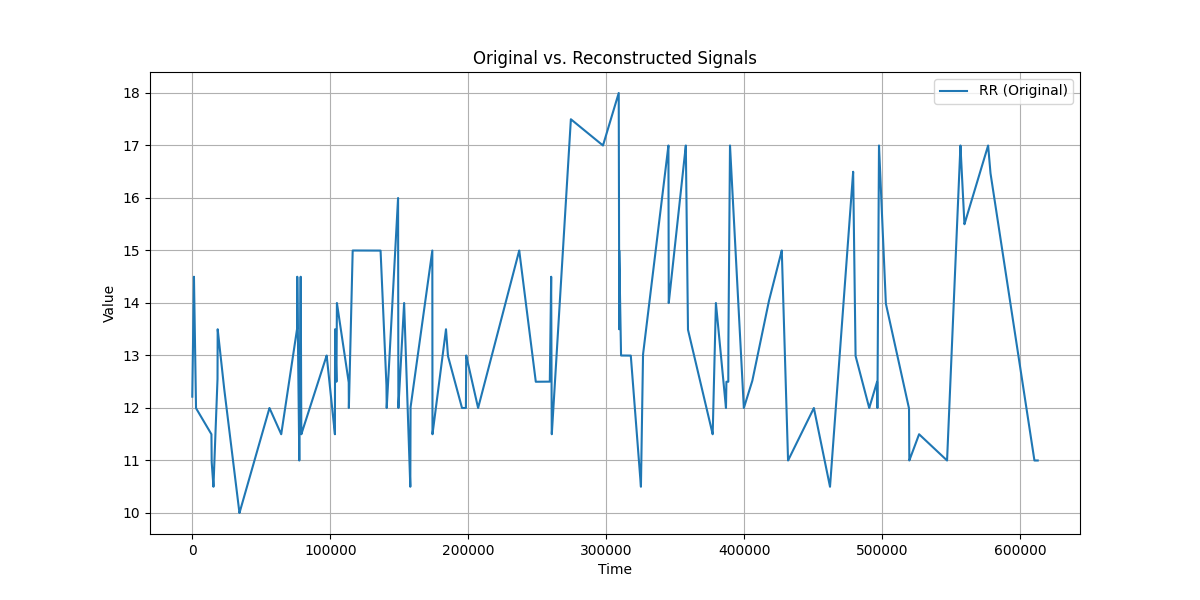 Original vs. Reconstructed Signals
RR (Original)
Value
18
17
16
15
14
13
12
11
10
0 100000 200000 300000 400000 500000 600000
Time